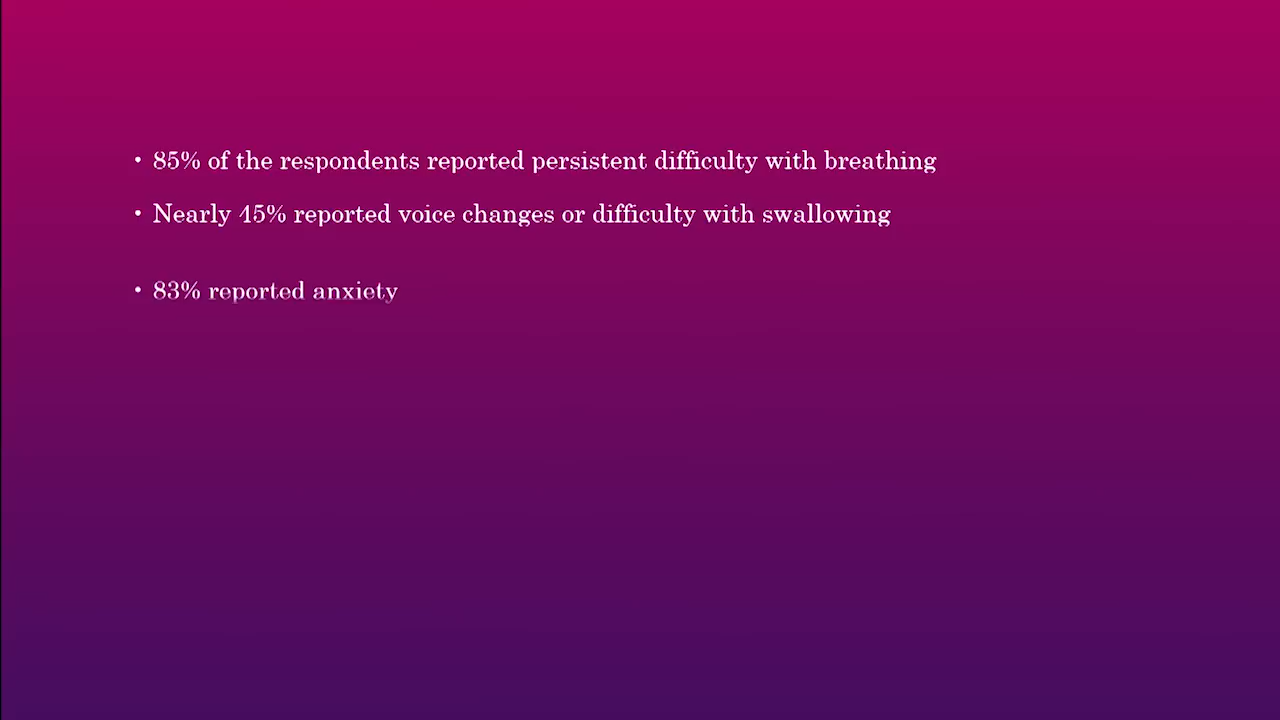 • 85% of the respondents reported persistent difficulty with breathing
• Nearly 45% reported voice changes or difficulty with swallowing
• 83% reported anxiety